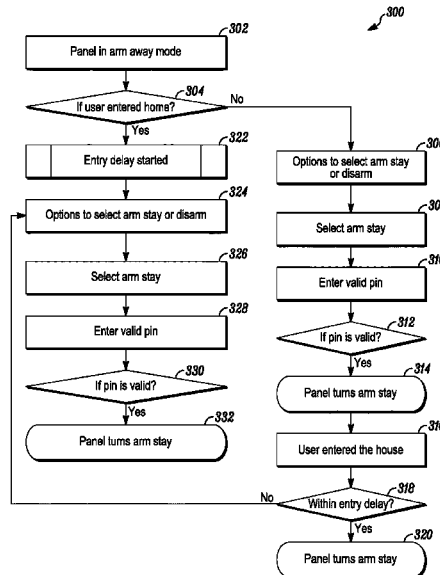 300
302
Panel in arm away mode
304
If user entered home?
No
Yes
322
Entry delay started
324
Options to select arm stay or disarm
326
Select arm stay
328
Enter valid pin
330
If pin is valid?
Yes
332
Panel turns arm stay
Options to select arm stay
or disarm
Select arm stay
Enter valid pin
312
If pin is valid?
Yes
314
Panel turns arm stay
User entered the house
318
Within entry delay?
No
Yes
320
Panel turns arm stay